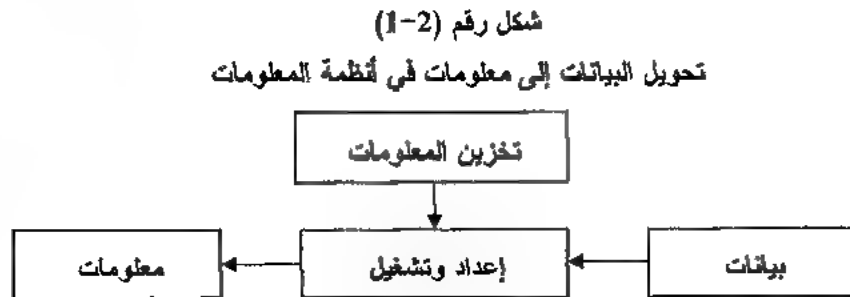 شكل رقم (2-1)
تحويل البيانات إلى معلومات في أنظمة المعلومات
تخزين المعلومات
بيانات
إعداد وتشغيل
معلومات